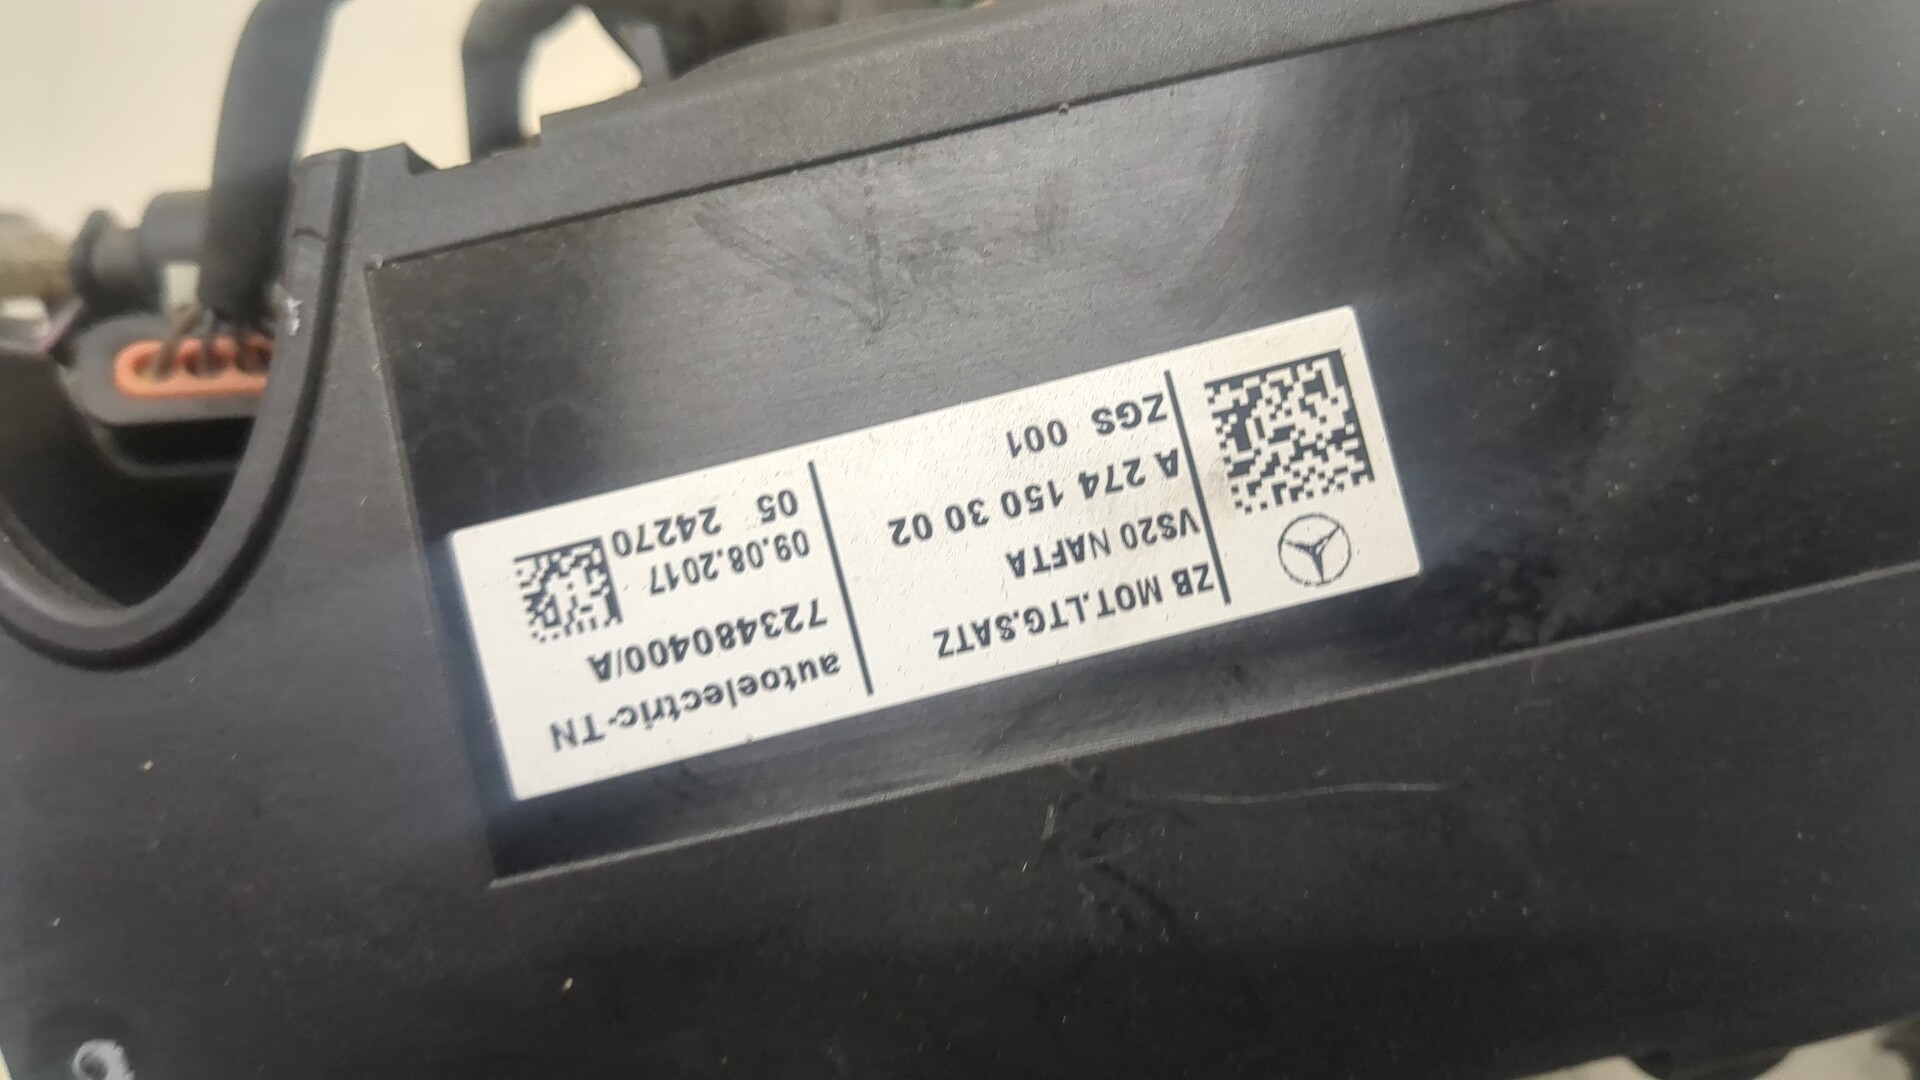 ZB MOT.LTG.SATZ
VS20 NAFTA
A 274 150 30 02
ZGS 001
autoelectric-TN
723480400/A
09.08.2017
05 24270